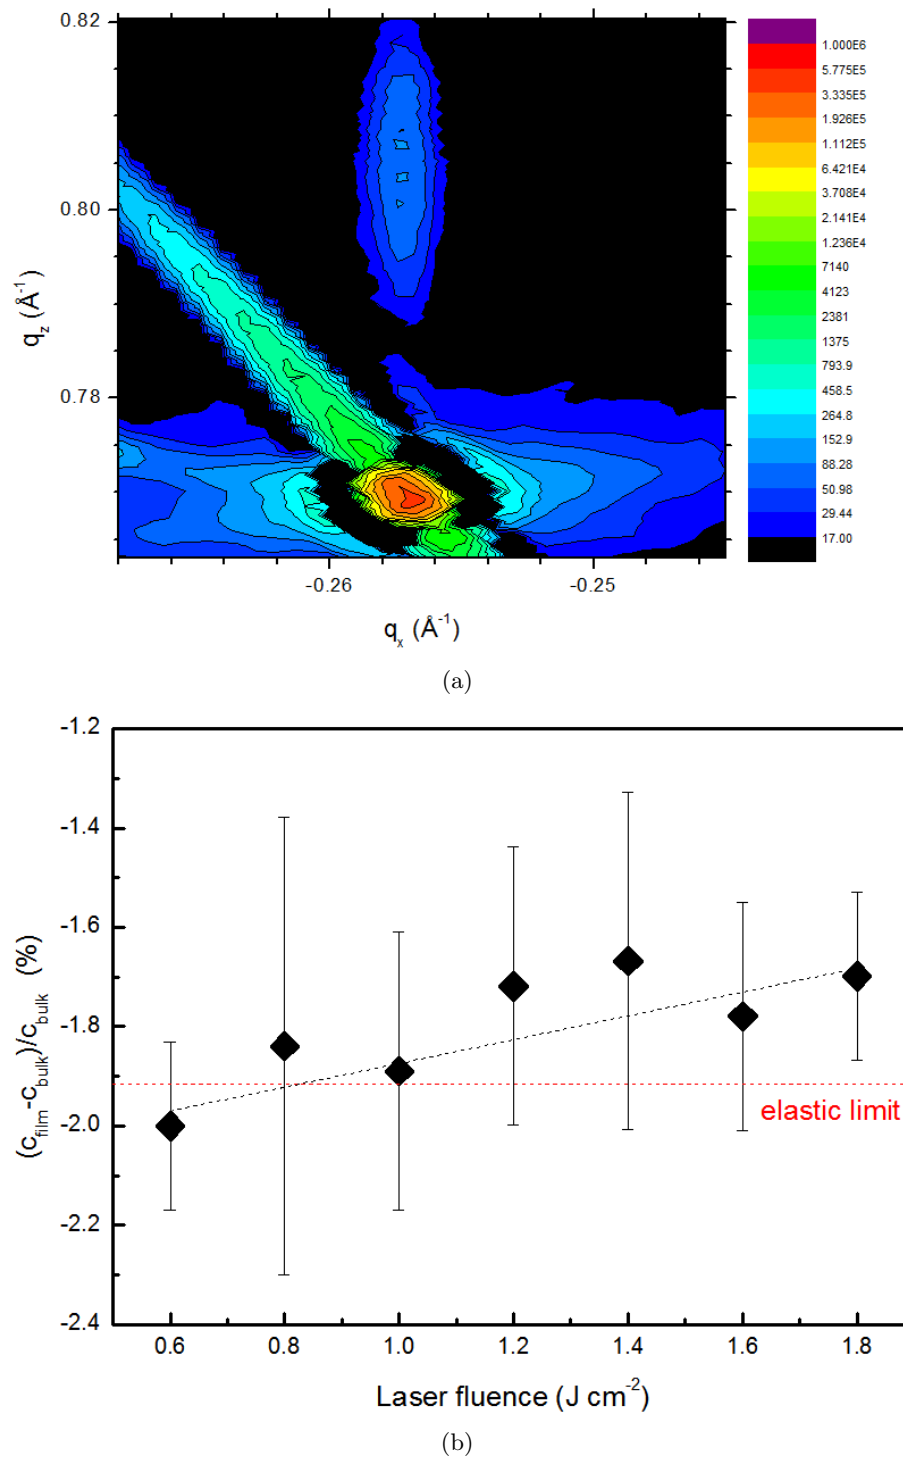 0.82
0.80
0.78
q_z (Å^-1)
-0.26
-0.25
q_x (Å^-1)
1.000E6
5.775E5
3.335E5
1.926E5
1.112E5
6.421E4
3.708E4
2.141E4
1.236E4
7140
4123
2381
1375
793.9
458.5
264.8
152.9
88.28
50.98
29.44
17.00
(a)
-1.2
-1.4
-1.6
-1.8
-2.0
-2.2
-2.4
(c_film-c_bulk)/c_bulk (%)
elastic limit
0.6
0.8
1.0
1.2
1.4
1.6
1.8
Laser fluence (J cm^-2)
(b)